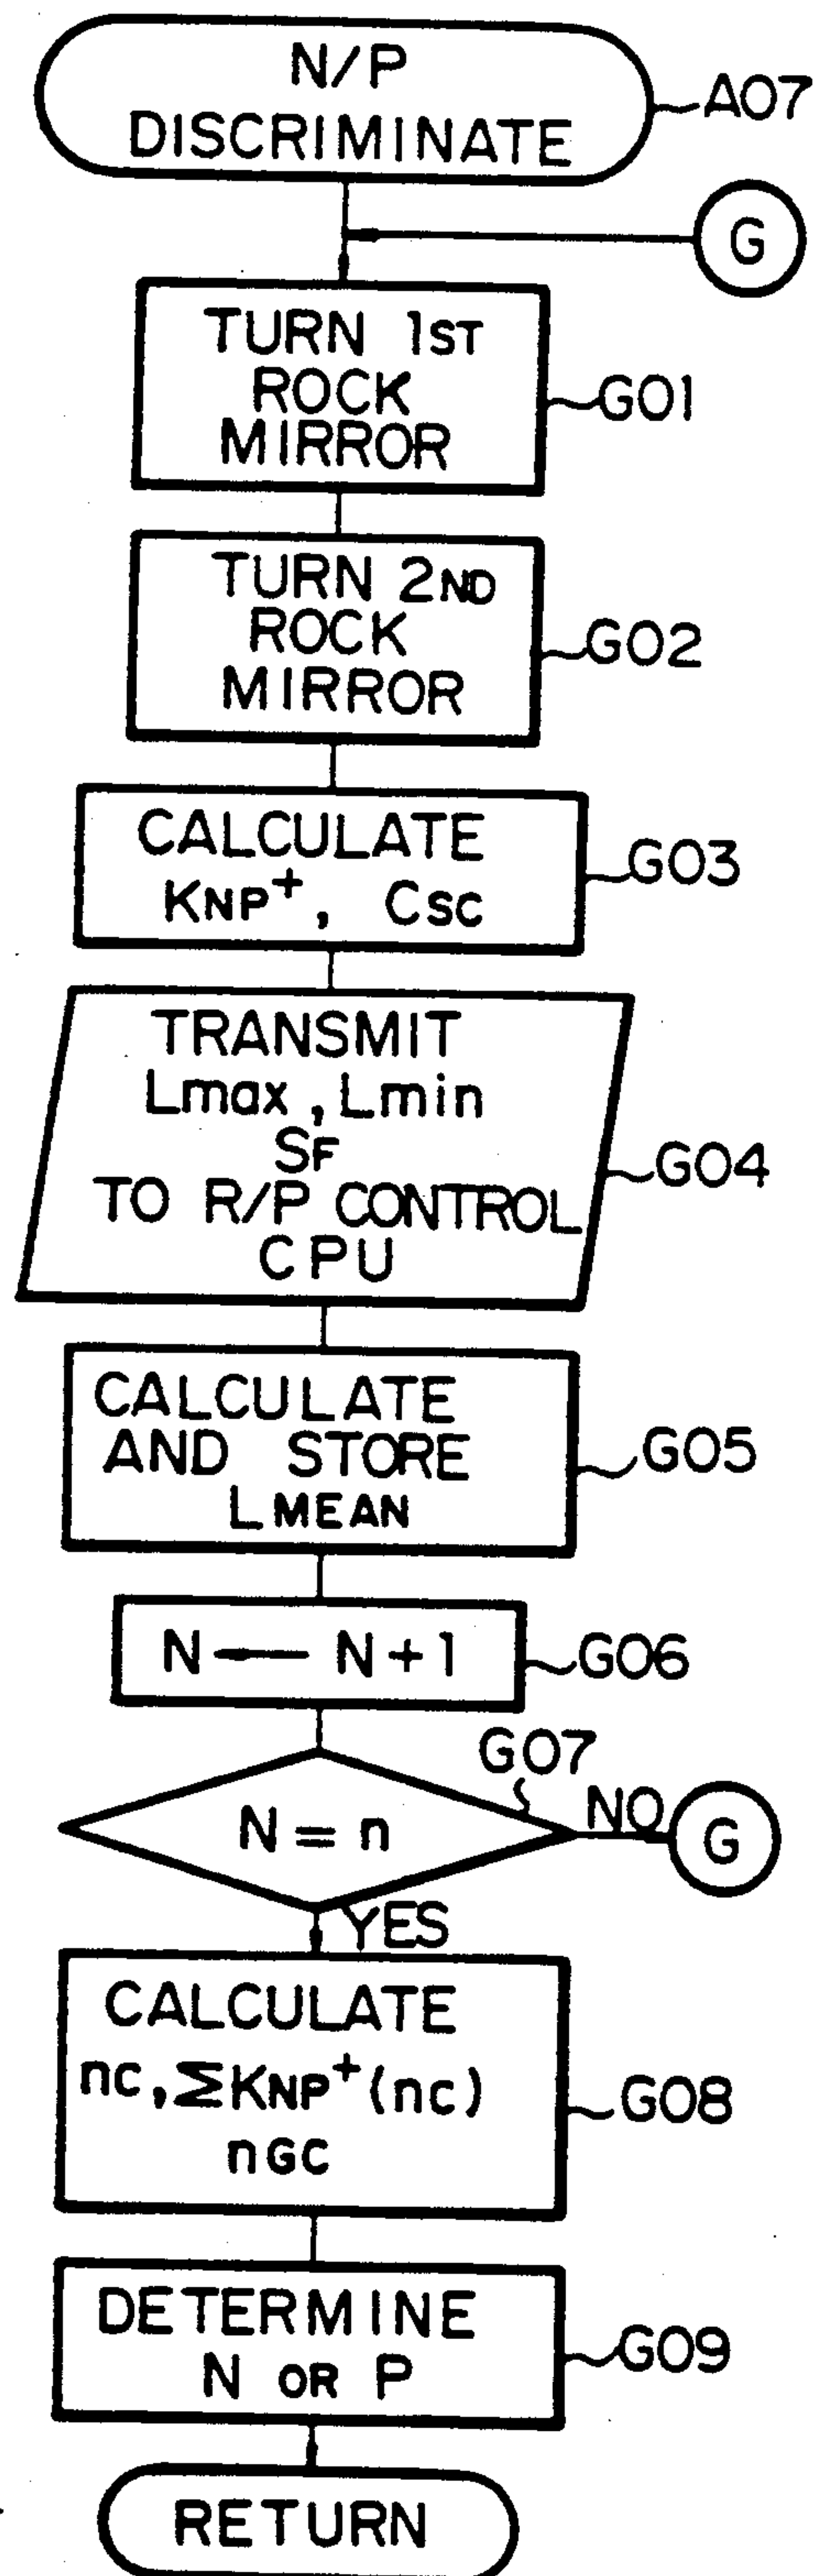 N/P
DISCRIMINATE
A07
G
TURN 1ST
ROCK
MIRROR
G01
TURN 2ND
ROCK
MIRROR
G02
CALCULATE
KNP+, CSC
G03
TRANSMIT
Lmax, Lmin
SF
TO R/P CONTROL
CPU
G04
CALCULATE
AND STORE
LMEAN
G05
N ← N+1
G06
G07
N = n
NO
G
YES
CALCULATE
nc, ΣKNP+(nc)
nGC
G08
DETERMINE
N OR P
G09
RETURN